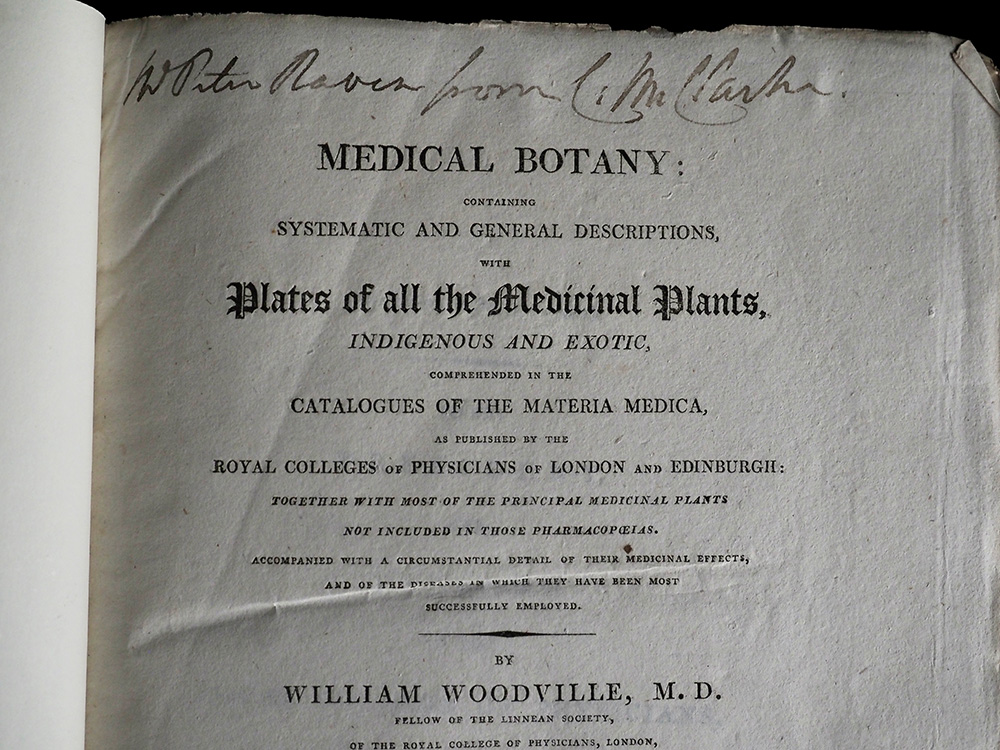 Peter Raven from C. M. Clarke.
MEDICAL BOTANY:
CONTAINING
SYSTEMATIC AND GENERAL DESCRIPTIONS,
WITH
Plates of all the Medicinal Plants,
INDIGENOUS AND EXOTIC,
COMPREHENDED IN THE
CATALOGUES OF THE MATERIA MEDICA,
AS PUBLISHED BY THE
ROYAL COLLEGES OF PHYSICIANS OF LONDON AND EDINBURGH:
TOGETHER WITH MOST OF THE PRINCIPAL MEDICINAL PLANTS
NOT INCLUDED IN THOSE PHARMACOPŒIAS.
ACCOMPANIED WITH A CIRCUMSTANTIAL DETAIL OF THEIR MEDICINAL EFFECTS,
AND OF THE DISEASES IN WHICH THEY HAVE BEEN MOST
SUCCESSFULLY EMPLOYED.
BY
WILLIAM WOODVILLE, M. D.
FELLOW OF THE LINNEAN SOCIETY,
OF THE ROYAL COLLEGE OF PHYSICIANS, LONDON,